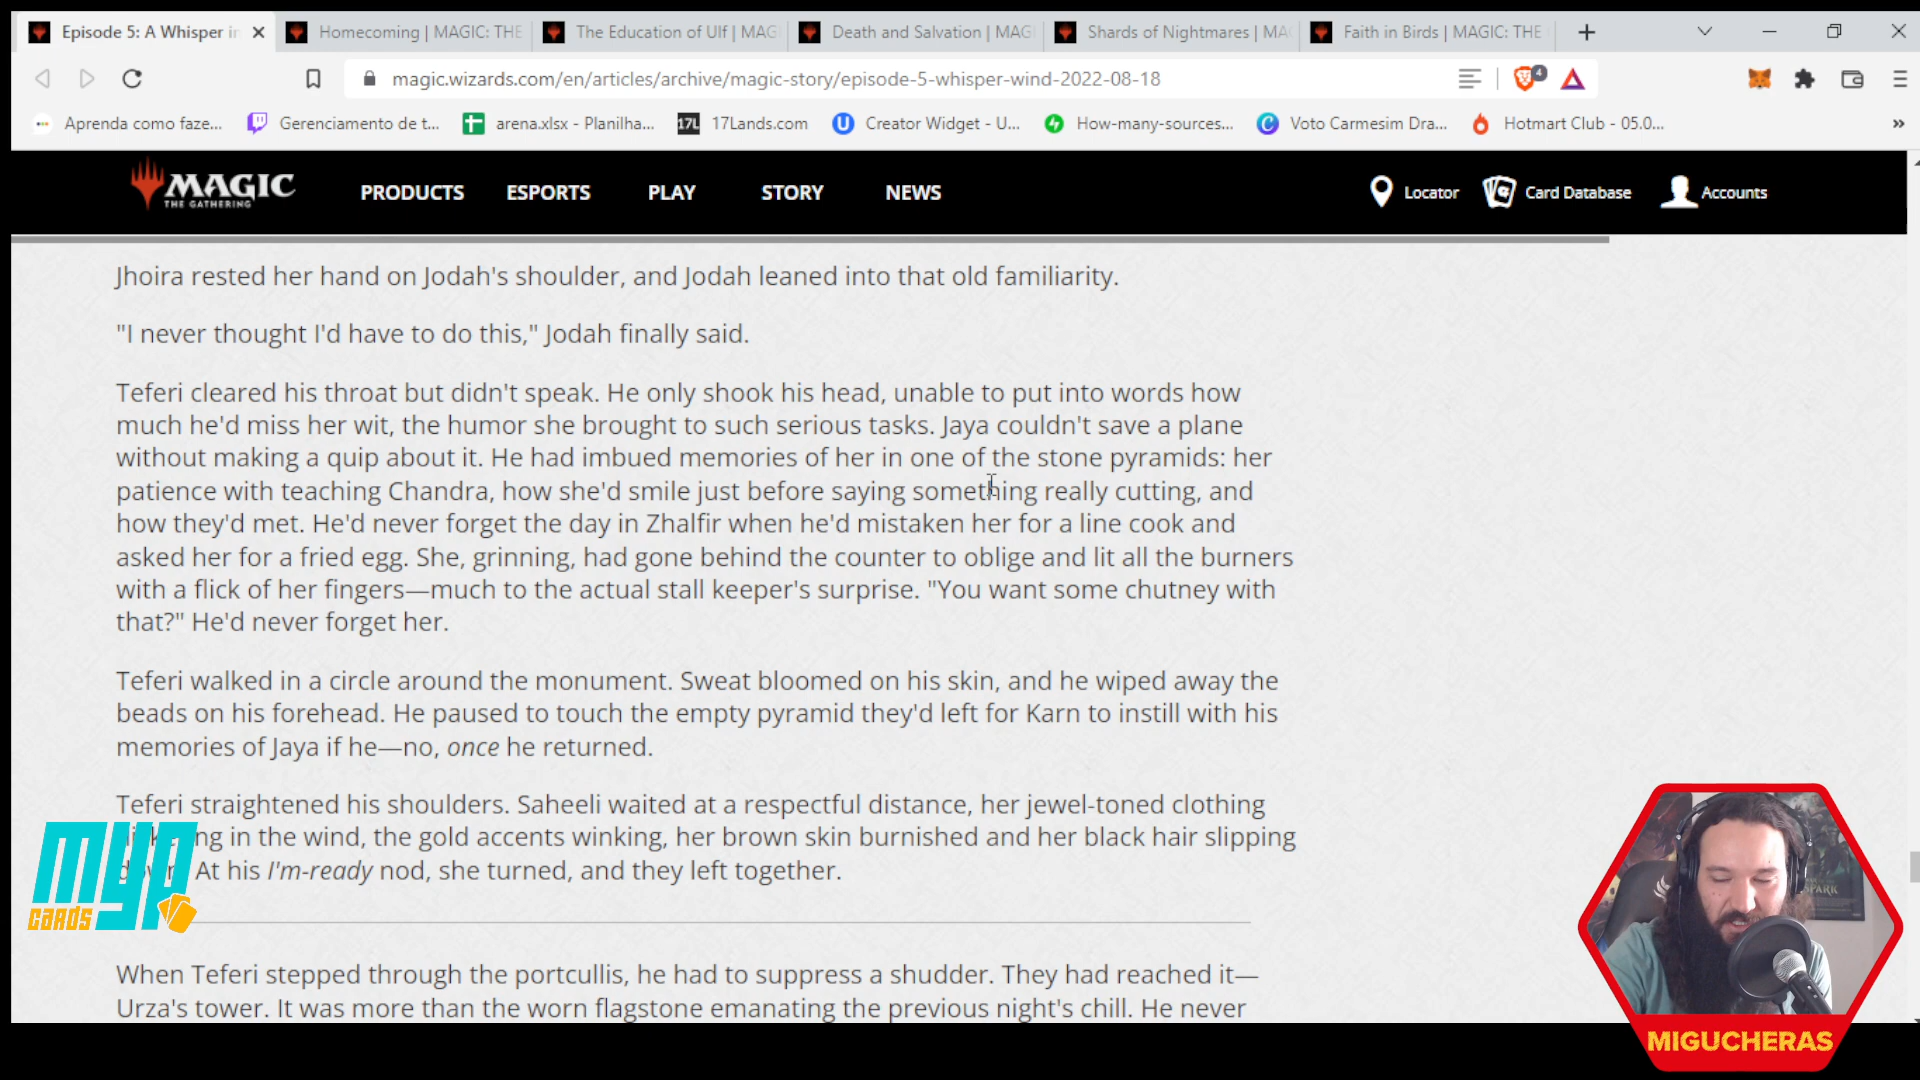 Episode 5: A Whisper in
Homecoming | MAGIC: THE
The Education of Ulf | MAG
Death and Salvation | MAG
Shards of Nightmares | MA
Faith in Birds | MAGIC: THE
magic.wizards.com/en/articles/archive/magic-story/episode-5-whisper-wind-2022-08-18
4
Aprenda como faze...
Gerenciamento de t...
arena.xlsx - Planilha...
17L
17Lands.com
Creator Widget - U...
How-many-sources...
Voto Carmesim Dra...
Hotmart Club - 05.0...
MAGIC
THE GATHERING
PRODUCTS
ESPORTS
PLAY
STORY
NEWS
Locator
Card Database
Accounts
Jhoira rested her hand on Jodah's shoulder, and Jodah leaned into that old familiarity.
"I never thought I'd have to do this," Jodah finally said.
Teferi cleared his throat but didn't speak. He only shook his head, unable to put into words how
much he'd miss her wit, the humor she brought to such serious tasks. Jaya couldn't save a plane
without making a quip about it. He had imbued memories of her in one of the stone pyramids: her
patience with teaching Chandra, how she'd smile just before saying something really cutting, and
how they'd met. He'd never forget the day in Zhalfir when he'd mistaken her for a line cook and
asked her for a fried egg. She, grinning, had gone behind the counter to oblige and lit all the burners
with a flick of her fingers—much to the actual stall keeper's surprise. "You want some chutney with
that?" He'd never forget her.
Teferi walked in a circle around the monument. Sweat bloomed on his skin, and he wiped away the
beads on his forehead. He paused to touch the empty pyramid they'd left for Karn to instill with his
memories of Jaya if he—no, once he returned.
Teferi straightened his shoulders. Saheeli waited at a respectful distance, her jewel-toned clothing
in the wind, the gold accents winking, her brown skin burnished and her black hair slipping
At his I'm-ready nod, she turned, and they left together.
When Teferi stepped through the portcullis, he had to suppress a shudder. They had reached it—
Urza's tower. It was more than the worn flagstone emanating the previous night's chill. He never
myp
cards
SPARK
MIGUCHERAS